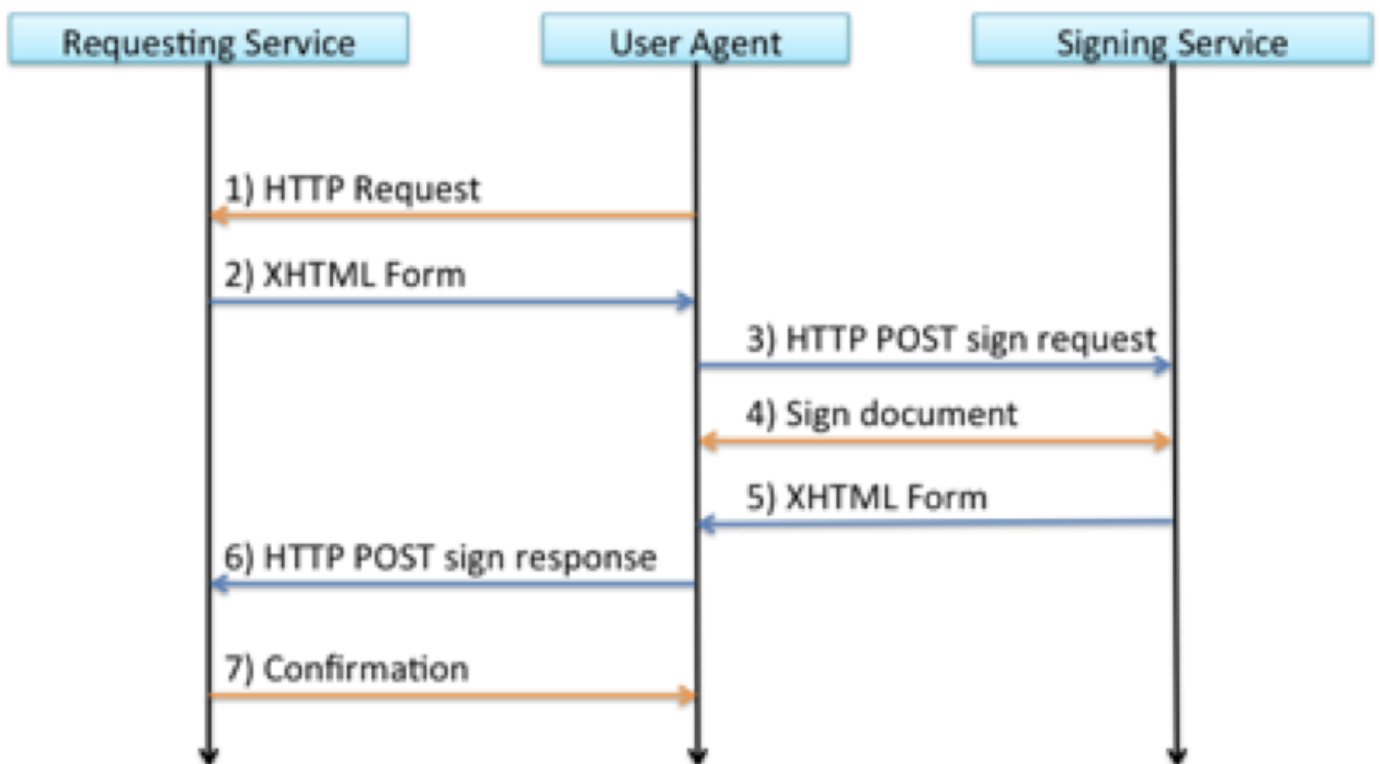 Requesting Service
User Agent
Signing Service
1) HTTP Request
2) XHTML Form
3) HTTP POST sign request
4) Sign document
5) XHTML Form
6) HTTP POST sign response
7) Confirmation